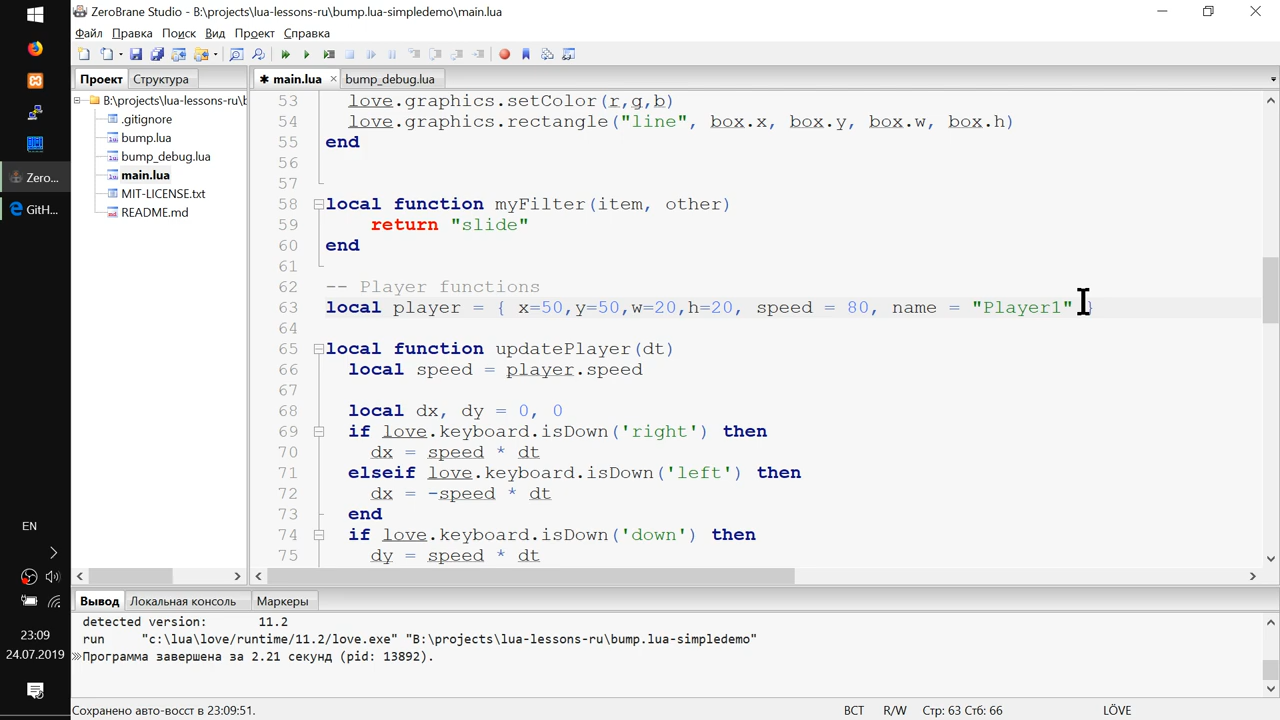 ZeroBrane Studio - B:\projects\lua-lessons-ru\bump.lua-simpledemo\main.lua
Файл Правка Поиск Вид Проект Справка
Проект Структура
main.lua bump_debug.lua
B:\projects\lua-lessons-ru\b
.gitignore
bump.lua
bump_debug.lua
main.lua
MIT-LICENSE.txt
README.md
53 love.graphics.setColor(r,g,b)
54 love.graphics.rectangle("line", box.x, box.y, box.w, box.h)
55 end
56
57
58 local function myFilter(item, other)
59 return "slide"
60 end
61
62 -- Player functions
63 local player = { x=50,y=50,w=20,h=20, speed = 80, name = "Player1" }
64
65 local function updatePlayer(dt)
66 local speed = player.speed
67
68 local dx, dy = 0, 0
69 if love.keyboard.isDown('right') then
70 dx = speed * dt
71 elseif love.keyboard.isDown('left') then
72 dx = -speed * dt
73 end
74 if love.keyboard.isDown('down') then
75 dy = speed * dt
Вывод Локальная консоль Маркеры
detected version: 11.2
run "c:\lua\love/runtime/11.2/love.exe" "B:\projects\lua-lessons-ru\bump.lua-simpledemo"
Программа завершена за 2.21 секунд (pid: 13892).
Сохранено авто-восст в 23:09:51.
ВСТ R/W Стр: 63 Стб: 66 LÖVE
Zero...
GitH...
EN
23:09
24.07.2019